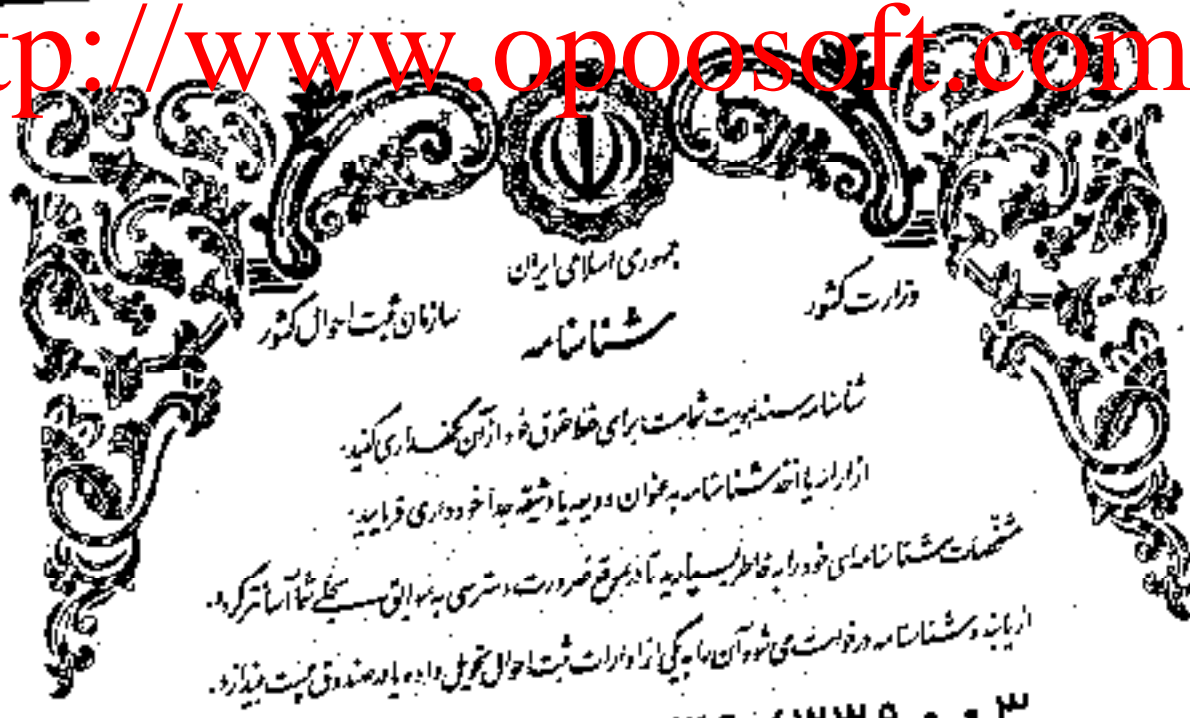 tp://www.opoosoft.com
جمهوری اسلامی ایران
وزارت کشور
سازمان ثبت احوال کشور
شناسنامه
شناسنامه سند هویت شماست برای حفظ حقوق خود از آن نگهداری کنید.
از ارائه یا اخذ شناسنامه به عنوان ودیعه یا وثیقه جداً خودداری فرمایید.
مشخصات شناسنامه‌ای خود را به خاطر بسپارید تا در موقع ضرورت دسترسی به سوابق سجلی شما آسانتر گردد.
از یابنده شناسنامه درخواست می‌شود آن را به یکی از ادارات ثبت احوال تحویل داده یا در صندوق پست بیندازد.